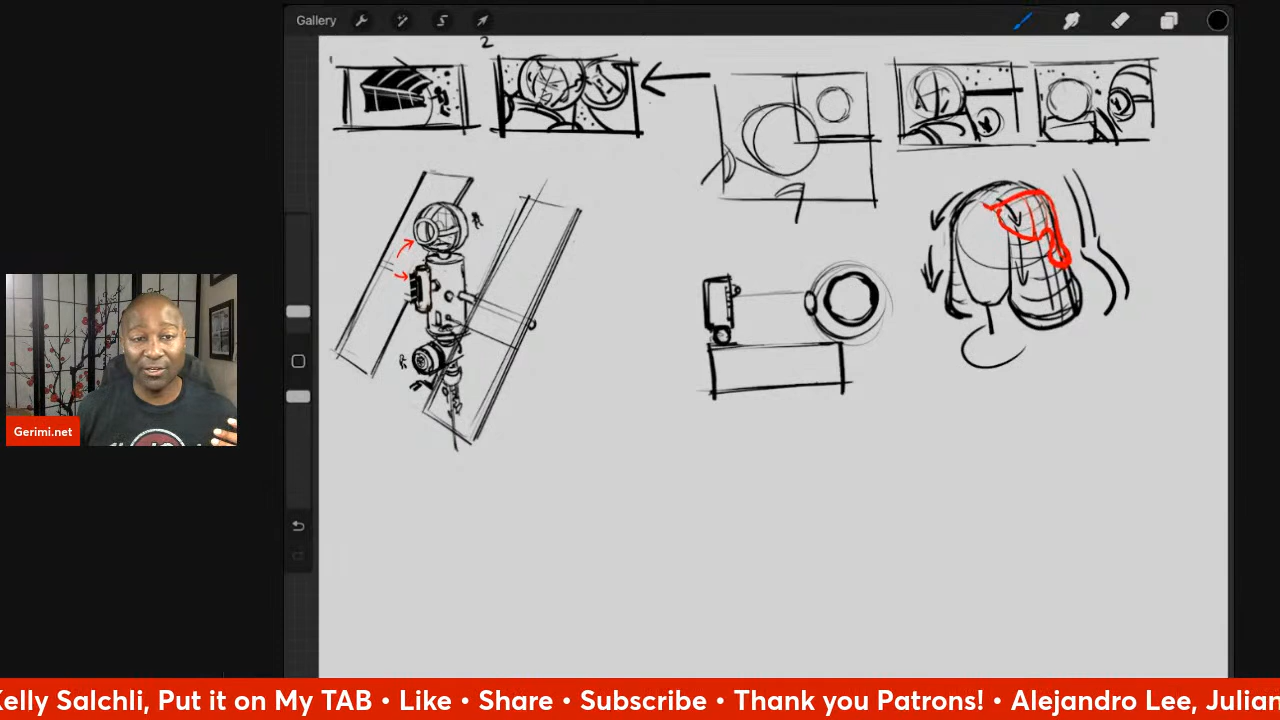 Gallery
2
Gerimi.net
Kelly Salchli, Put it on My TAB • Like • Share • Subscribe • Thank you Patrons! • Alejandro Lee, Julian